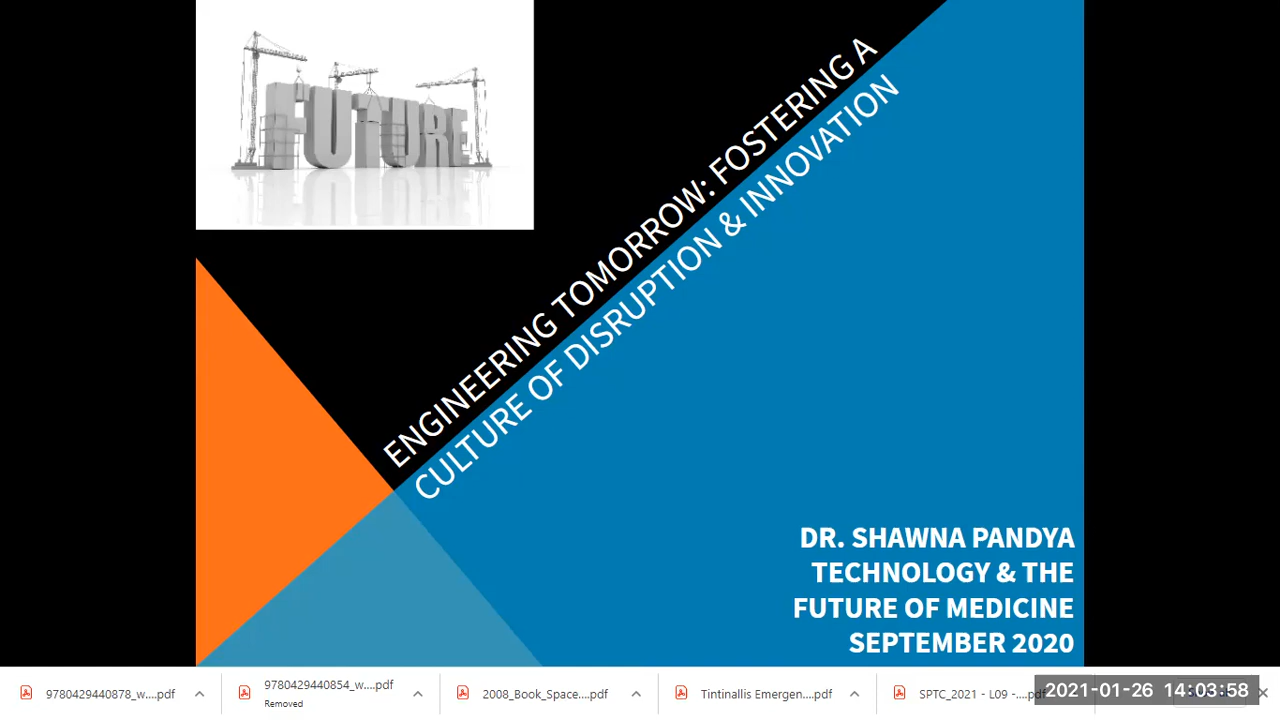 FUTURE
ENGINEERING TOMORROW: FOSTERING A
CULTURE OF DISRUPTION & INNOVATION
DR. SHAWNA PANDYA
TECHNOLOGY & THE
FUTURE OF MEDICINE
SEPTEMBER 2020
9780429440878_w....pdf
9780429440854_w....pdf
Removed
2008_Book_Space....pdf
Tintinallis Emergen....pdf
SPTC_2021 - L09 -....pdf
2021-01-26 14:03:58